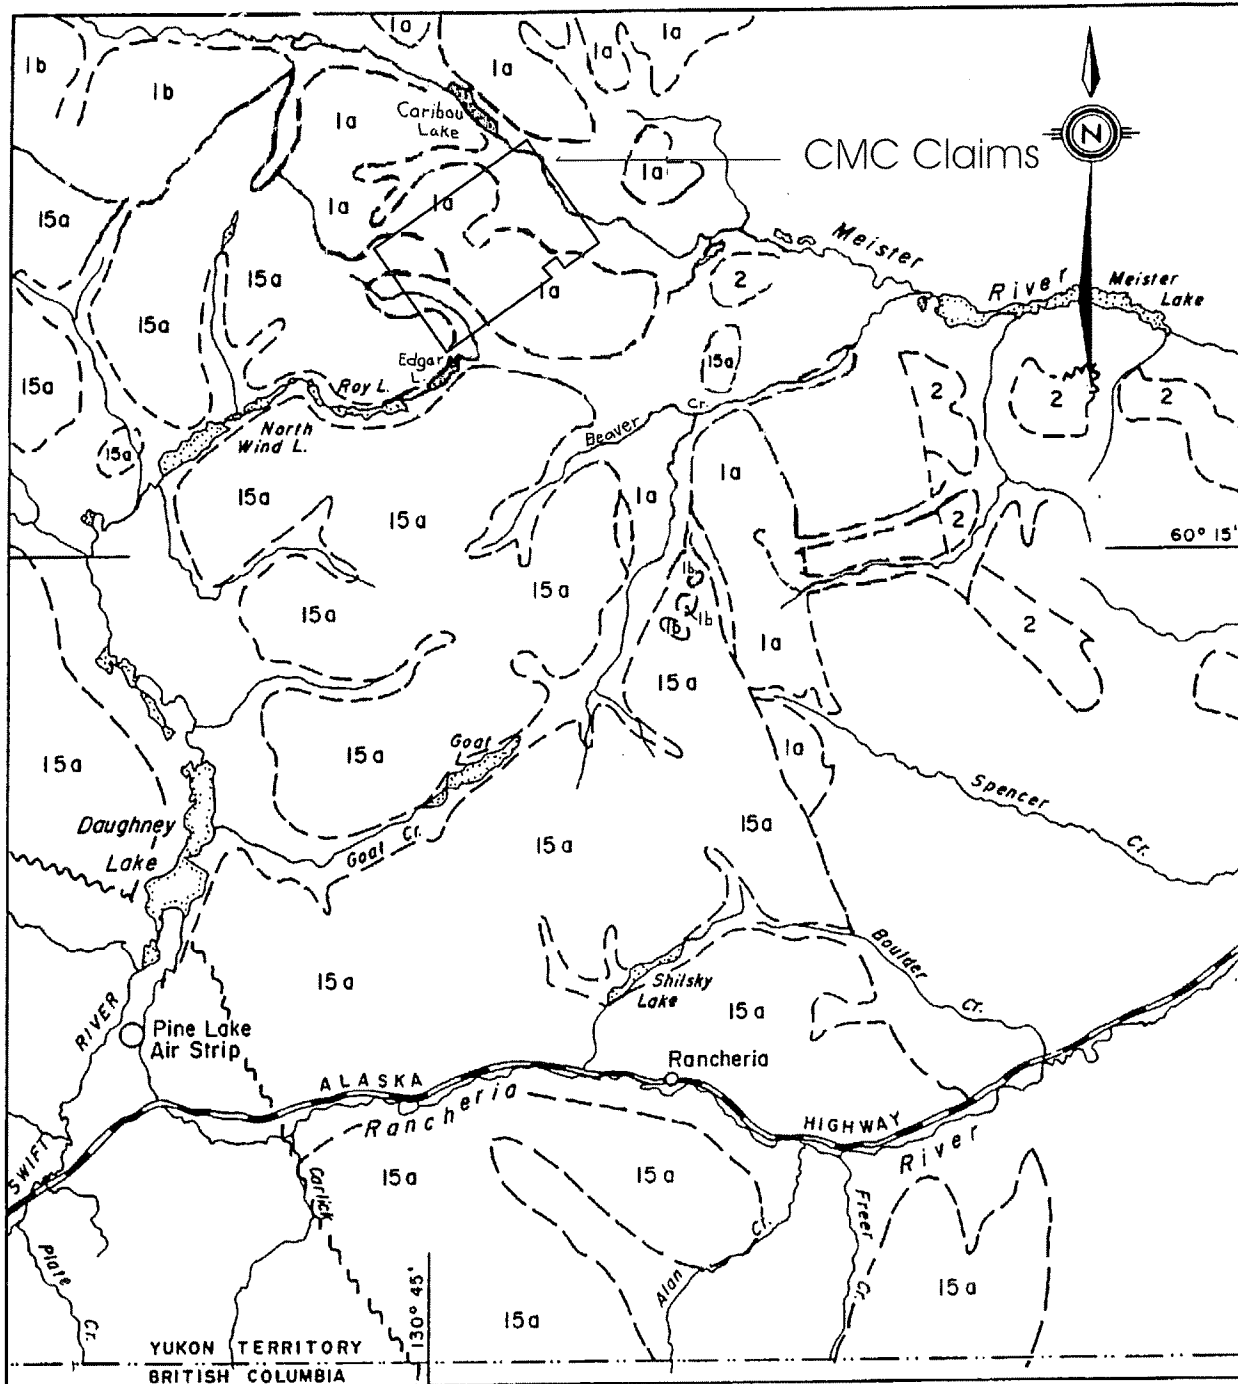 1a
1b
1b
1a
1a
1a
1a
Caribou
Lake
CMC Claims
N
1a
15a
1a
1a
Meister
River
Meister
Lake
15a
2
1a
15a
15a
15a
Edgar
L.
Roy L.
2
2
2
North
Wind L.
Beaver
Cr.
15a
15a
15a
1a
1a
2
60° 15'
1b
15a
15a
1b
1b
2
1a
15a
15a
Goat
1a
15a
Spencer
Cr.
Daughney
Lake
Goat Cr.
15a
15a
Boulder
Cr.
15a
Shilsky
Lake
15a
RIVER
Pine Lake
Air Strip
Rancheria
ALASKA
Rancheria
HIGHWAY
River
SWIFT
15a
Carlick
15a
Cr.
Freer
Cr.
Plate
Cr.
130° 45'
Alan
15a
15a
YUKON TERRITORY
BRITISH COLUMBIA